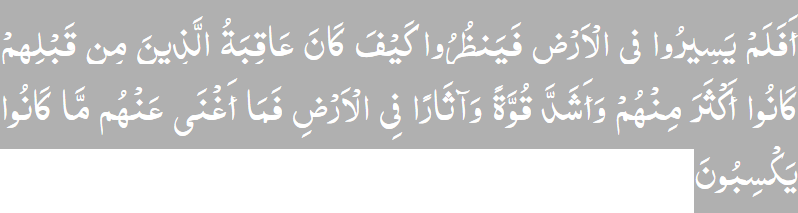 أَفَلَمْ يَسِيرُوا فِي الْأَرْضِ فَيَنظُرُوا كَيْفَ كَانَ عَاقِبَةُ الَّذِينَ مِن قَبْلِهِمْ
كَانُوا أَكْثَرَ مِنْهُمْ وَأَشَدَّ قُوَّةً وَآثَارًا فِي الْأَرْضِ فَمَا أَغْنَى عَنْهُم مَّا كَانُوا
يَكْسِبُونَ